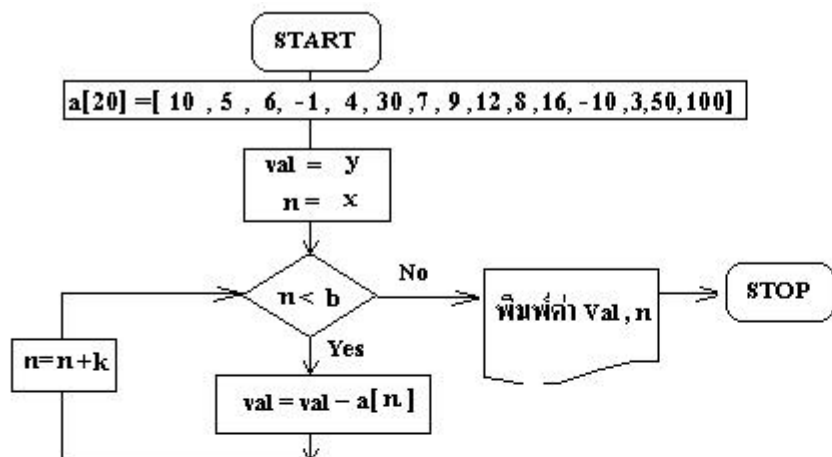 START
a[20] =[ 10 , 5 , 6, -1, 4, 30 ,7 , 9 ,12 ,8 ,16, -10 ,3,50,100]
val = y
n = x
n < b
No
พิมพ์ค่า Val , n
STOP
Yes
n=n+k
val = val - a[ n ]